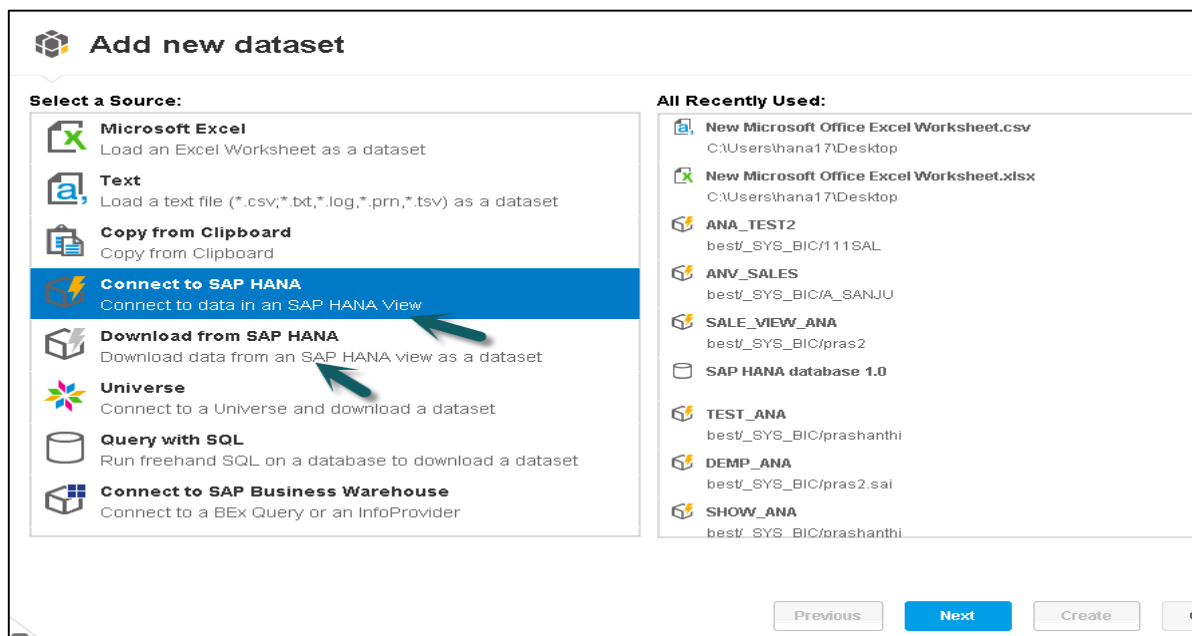 Add new dataset
Select a Source:
Microsoft Excel
Load an Excel Worksheet as a dataset
Text
Load a text file (*.csv;*.txt,*.log,*.prn,*.tsv) as a dataset
Copy from Clipboard
Copy from Clipboard
Connect to SAP HANA
Connect to data in an SAP HANA View
Download from SAP HANA
Download data from an SAP HANA view as a dataset
Universe
Connect to a Universe and download a dataset
Query with SQL
Run freehand SQL on a database to download a dataset
Connect to SAP Business Warehouse
Connect to a BEx Query or an InfoProvider
All Recently Used:
New Microsoft Office Excel Worksheet.csv
C:\Users\hana17\Desktop
New Microsoft Office Excel Worksheet.xlsx
C:\Users\hana17\Desktop
ANA_TEST2
best/_SYS_BIC/111SAL
ANV_SALES
best/_SYS_BIC/A_SANJU
SALE_VIEW_ANA
best/_SYS_BIC/pras2
SAP HANA database 1.0
TEST_ANA
best/_SYS_BIC/prashanthi
DEMP_ANA
best/_SYS_BIC/pras2.sai
SHOW_ANA
best/_SYS_BIC/prashanthi
Previous
Next
Create